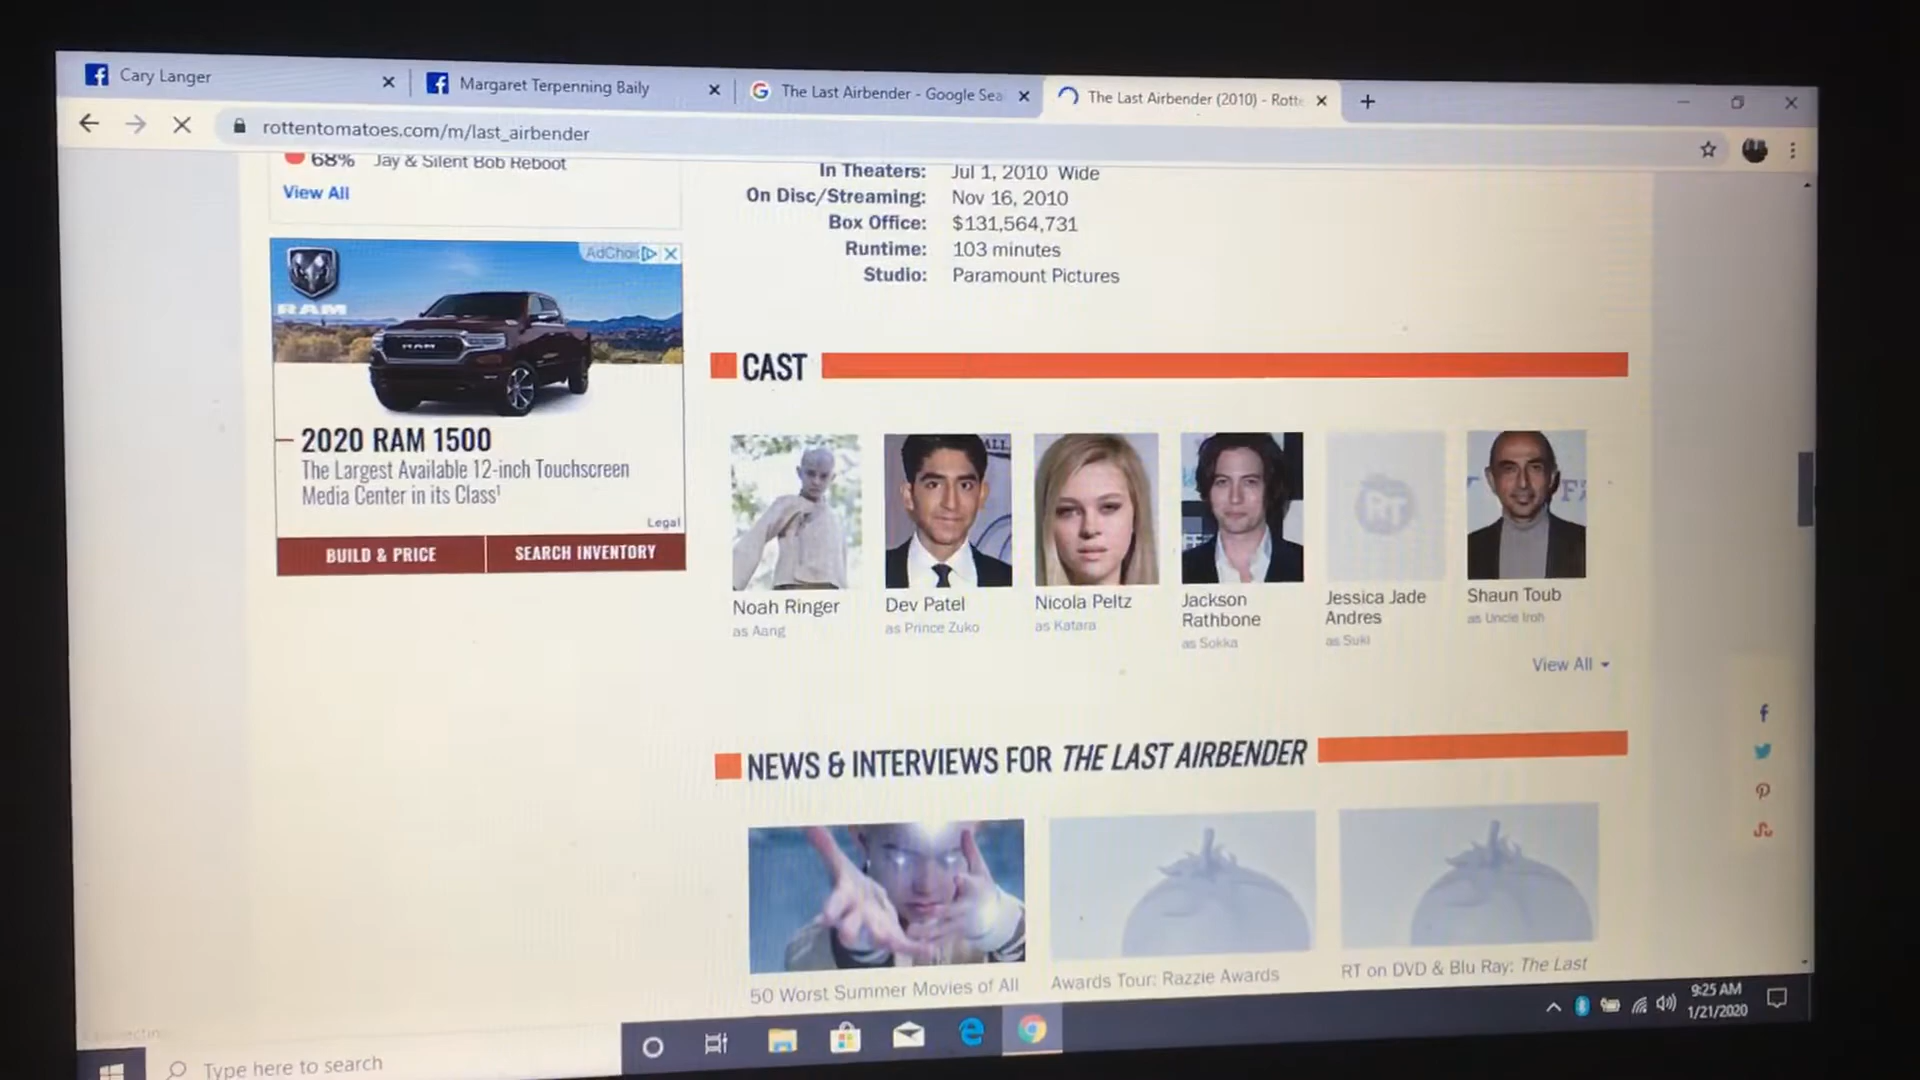 Cary Langer
Margaret Terpenning Baily
The Last Airbender - Google Sea
The Last Airbender (2010) - Rotte
rottentomatoes.com/m/last_airbender
68% Jay & Silent Bob Reboot
View All
In Theaters: Jul 1, 2010 Wide
On Disc/Streaming: Nov 16, 2010
Box Office: $131,564,731
Runtime: 103 minutes
Studio: Paramount Pictures
AdChoic
RAM
2020 RAM 1500
The Largest Available 12-inch Touchscreen
Media Center in its Class¹
Legal
BUILD & PRICE
SEARCH INVENTORY
CAST
RT
Noah Ringer
as Aang
Dev Patel
as Prince Zuko
Nicola Peltz
as Katara
Jackson
Rathbone
as Sokka
Jessica Jade
Andres
as Suki
Shaun Toub
as Uncle Iroh
View All
NEWS & INTERVIEWS FOR THE LAST AIRBENDER
50 Worst Summer Movies of All
Awards Tour: Razzie Awards
RT on DVD & Blu Ray: The Last
Type here to search
9:25 AM
1/21/2020